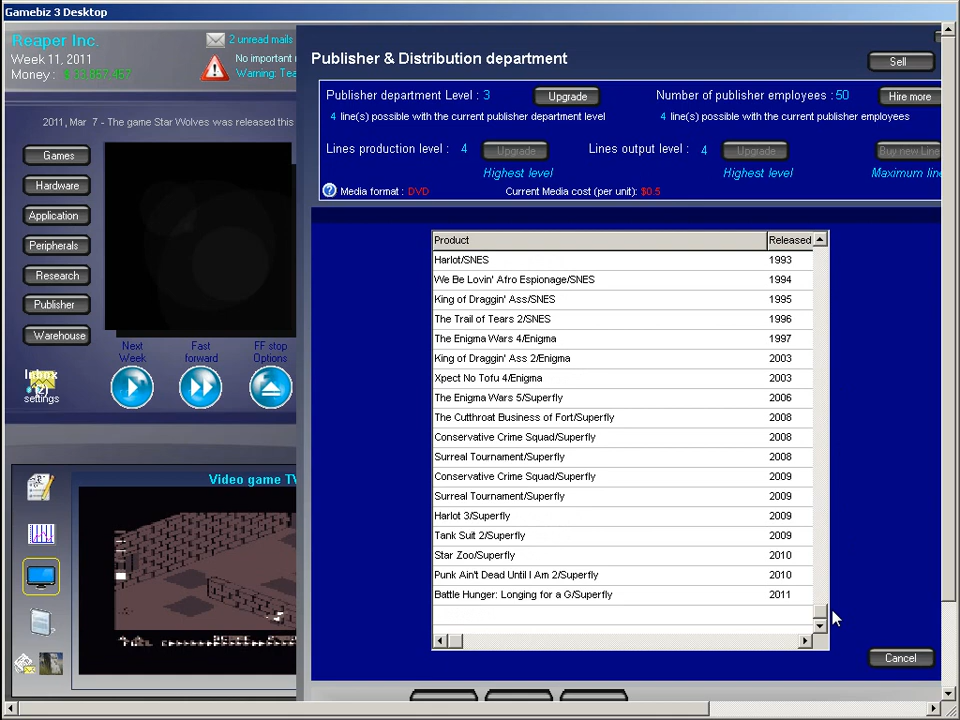 Gamebiz 3 Desktop
Reaper Inc.
Week 11, 2011
Money :
2 unread mails
No important
Warning: Tea
2011, Mar 7 - The game Star Wolves was released this
Games
Hardware
Application
Peripherals
Research
Publisher
Warehouse
Next Week
Fast forward
FF stop Options
Inbox
(2)
settings
Video game TV
Publisher & Distribution department
Sell
Publisher department Level : 3
Upgrade
Number of publisher employees : 50
Hire more
4 line(s) possible with the current publisher department level
4 line(s) possible with the current publisher employees
Lines production level : 4
Upgrade
Lines output level : 4
Upgrade
Buy new Line
Highest level
Highest level
Maximum line
Media format : DVD
Current Media cost (per unit): $0.5
Product Released
Harlot/SNES 1993
We Be Lovin' Afro Espionage/SNES 1994
King of Draggin' Ass/SNES 1995
The Trail of Tears 2/SNES 1996
The Enigma Wars 4/Enigma 1997
King of Draggin' Ass 2/Enigma 2003
Xpect No Tofu 4/Enigma 2003
The Enigma Wars 5/Superfly 2006
The Cutthroat Business of Fort/Superfly 2008
Conservative Crime Squad/Superfly 2008
Surreal Tournament/Superfly 2008
Conservative Crime Squad/Superfly 2009
Surreal Tournament/Superfly 2009
Harlot 3/Superfly 2009
Tank Suit 2/Superfly 2009
Star Zoo/Superfly 2010
Punk Ain't Dead Until I Am 2/Superfly 2010
Battle Hunger: Longing for a G/Superfly 2011
Cancel